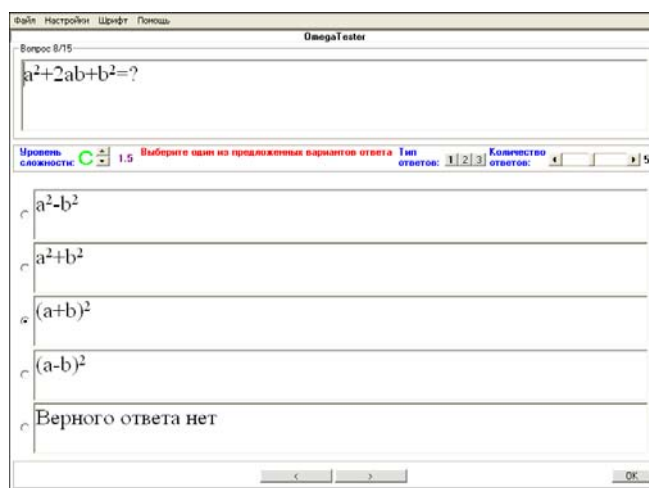 Файл Настройки Шрифт Помощь
OmegaTester
Вопрос 8/15
a²+2ab+b²=?
Уровень сложности: С 1.5 Выберите один из предложенных вариантов ответа Тип ответов: 1 2 3 Количество ответов: 5
a²-b²
a²+b²
(a+b)²
(a-b)²
Верного ответа нет
< >
OK